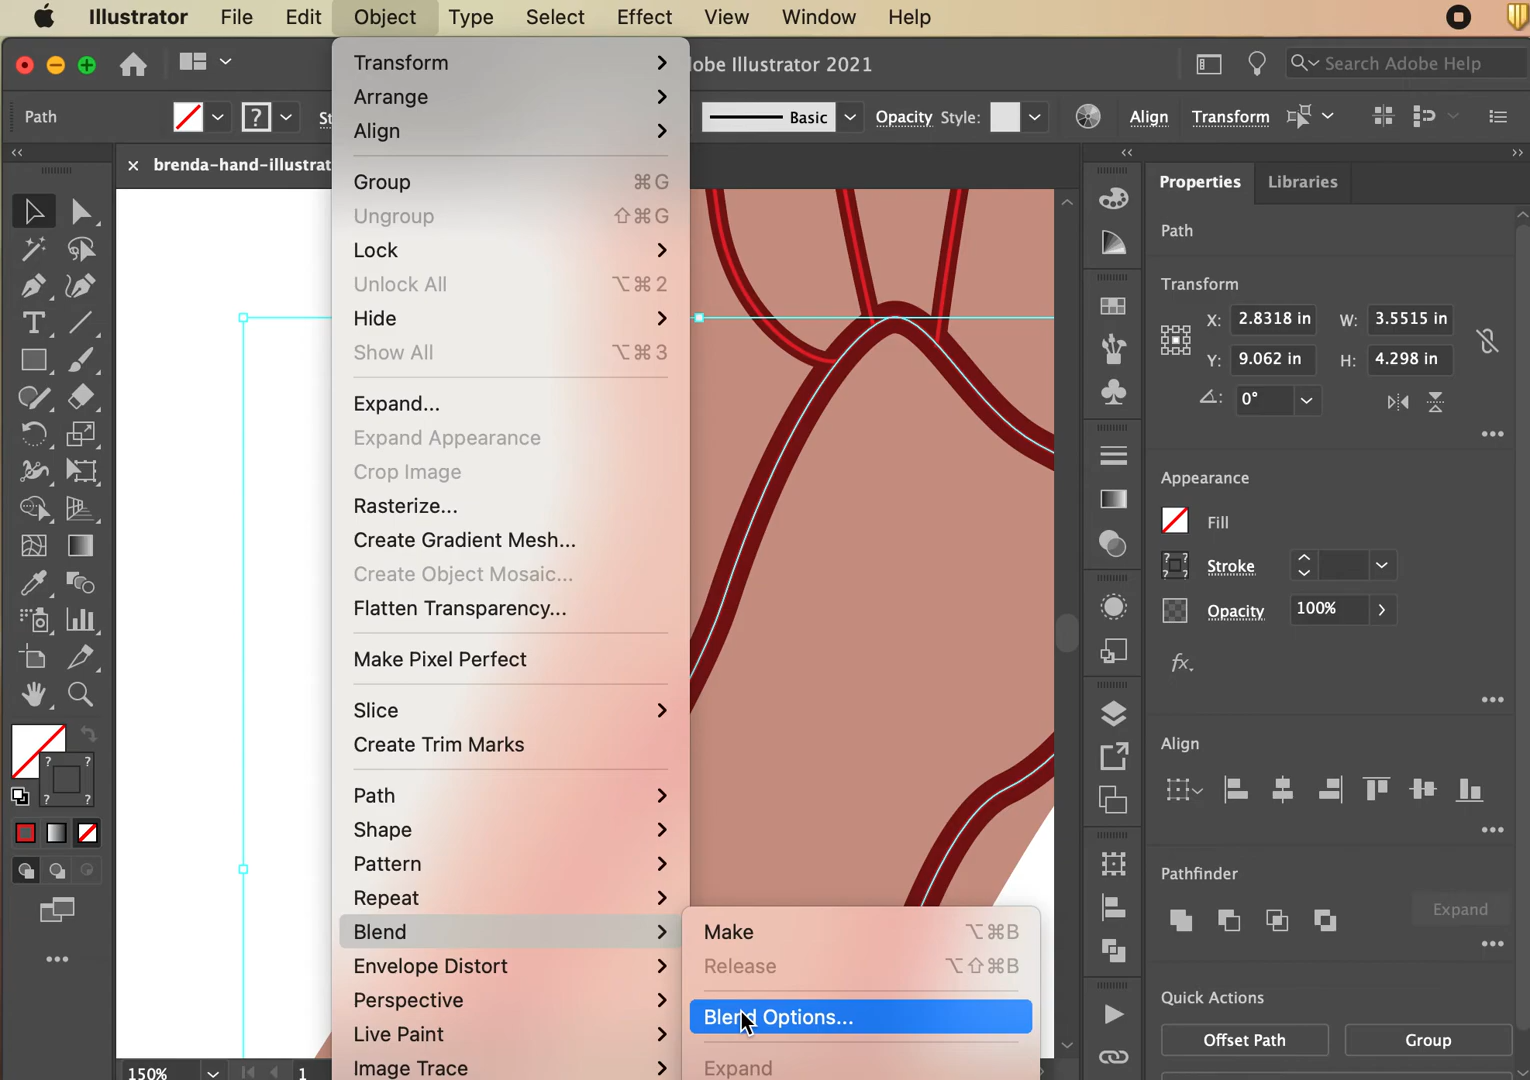 Illustrator File Edit Object Type Select Effect View Window Help
obe Illustrator 2021
Search Adobe Help
Path
? St
Basic
Opacity Style:
Align
Transform
× brenda-hand-illustrat
Transform
Arrange
Align
Group ⌘G
Ungroup ⇧⌘G
Lock
Unlock All ⌥⌘2
Hide
Show All ⌥⌘3
Expand...
Expand Appearance
Crop Image
Rasterize...
Create Gradient Mesh...
Create Object Mosaic...
Flatten Transparency...
Make Pixel Perfect
Slice
Create Trim Marks
Path
Shape
Pattern
Repeat
Blend
Envelope Distort
Perspective
Live Paint
Image Trace
Make ⌥⌘B
Release ⌥⇧⌘B
Blend Options...
Expand
150%
1
Properties Libraries
Path
Transform
X: 2.8318 in W: 3.5515 in
Y: 9.062 in H: 4.298 in
0°
Appearance
Fill
Stroke
Opacity 100%
fx.
Align
Pathfinder
Expand
Quick Actions
Offset Path Group